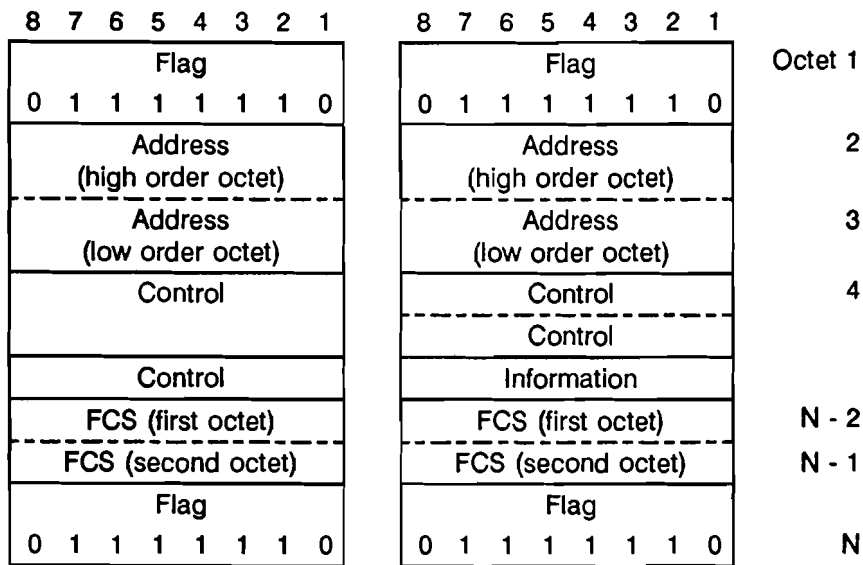 8 7 6 5 4 3 2 1 8 7 6 5 4 3 2 1
Flag Flag Octet 1
0 1 1 1 1 1 1 0 0 1 1 1 1 1 1 0
Address Address 2
(high order octet) (high order octet)
Address Address 3
(low order octet) (low order octet)
Control Control 4
Control
Control Information
FCS (first octet) FCS (first octet) N - 2
FCS (second octet) FCS (second octet) N - 1
Flag Flag
0 1 1 1 1 1 1 0 0 1 1 1 1 1 1 0 N